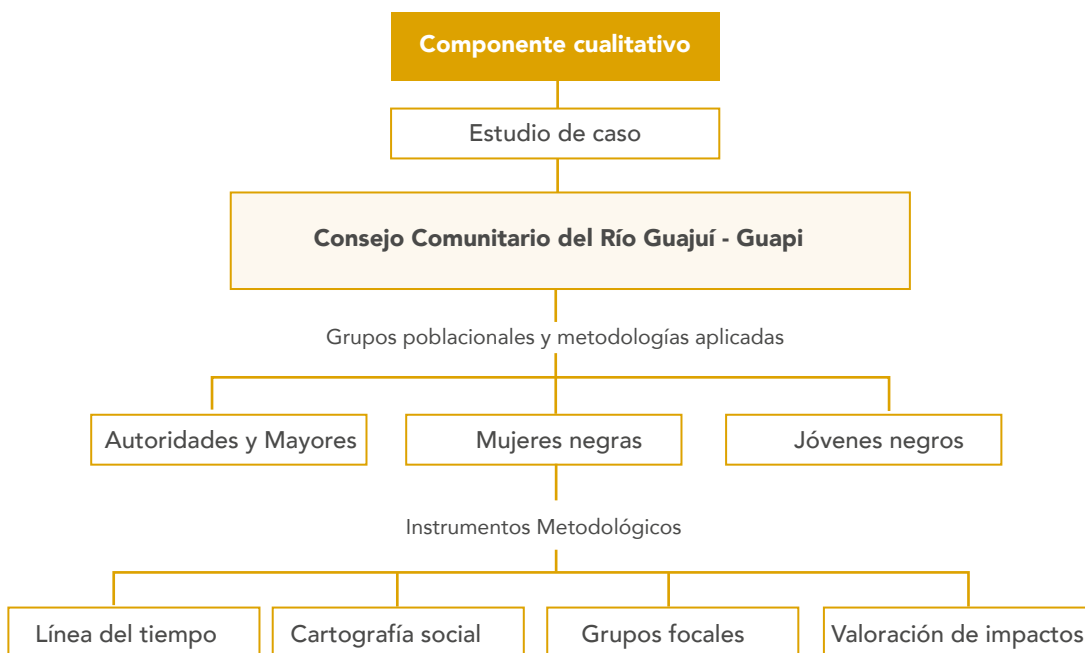 Componente cualitativo
Estudio de caso
Consejo Comunitario del Río Guajuí - Guapi
Grupos poblacionales y metodologías aplicadas
Autoridades y Mayores
Mujeres negras
Jóvenes negros
Instrumentos Metodológicos
Línea del tiempo
Cartografía social
Grupos focales
Valoración de impactos